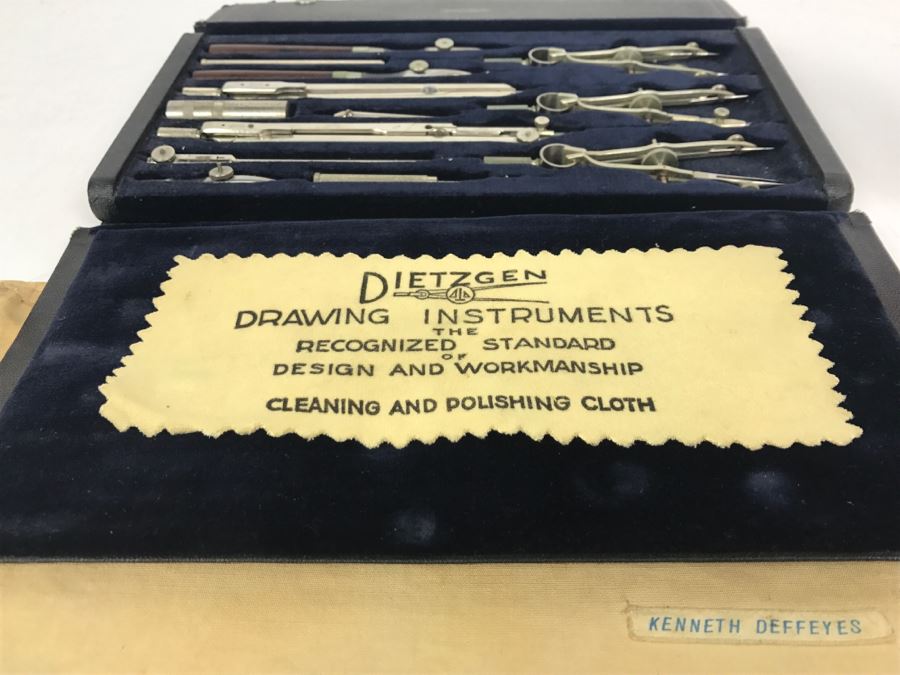 DIETZGEN
DRAWING INSTRUMENTS
THE
RECOGNIZED STANDARD
OF
DESIGN AND WORKMANSHIP
CLEANING AND POLISHING CLOTH
KENNETH DEFFEYES